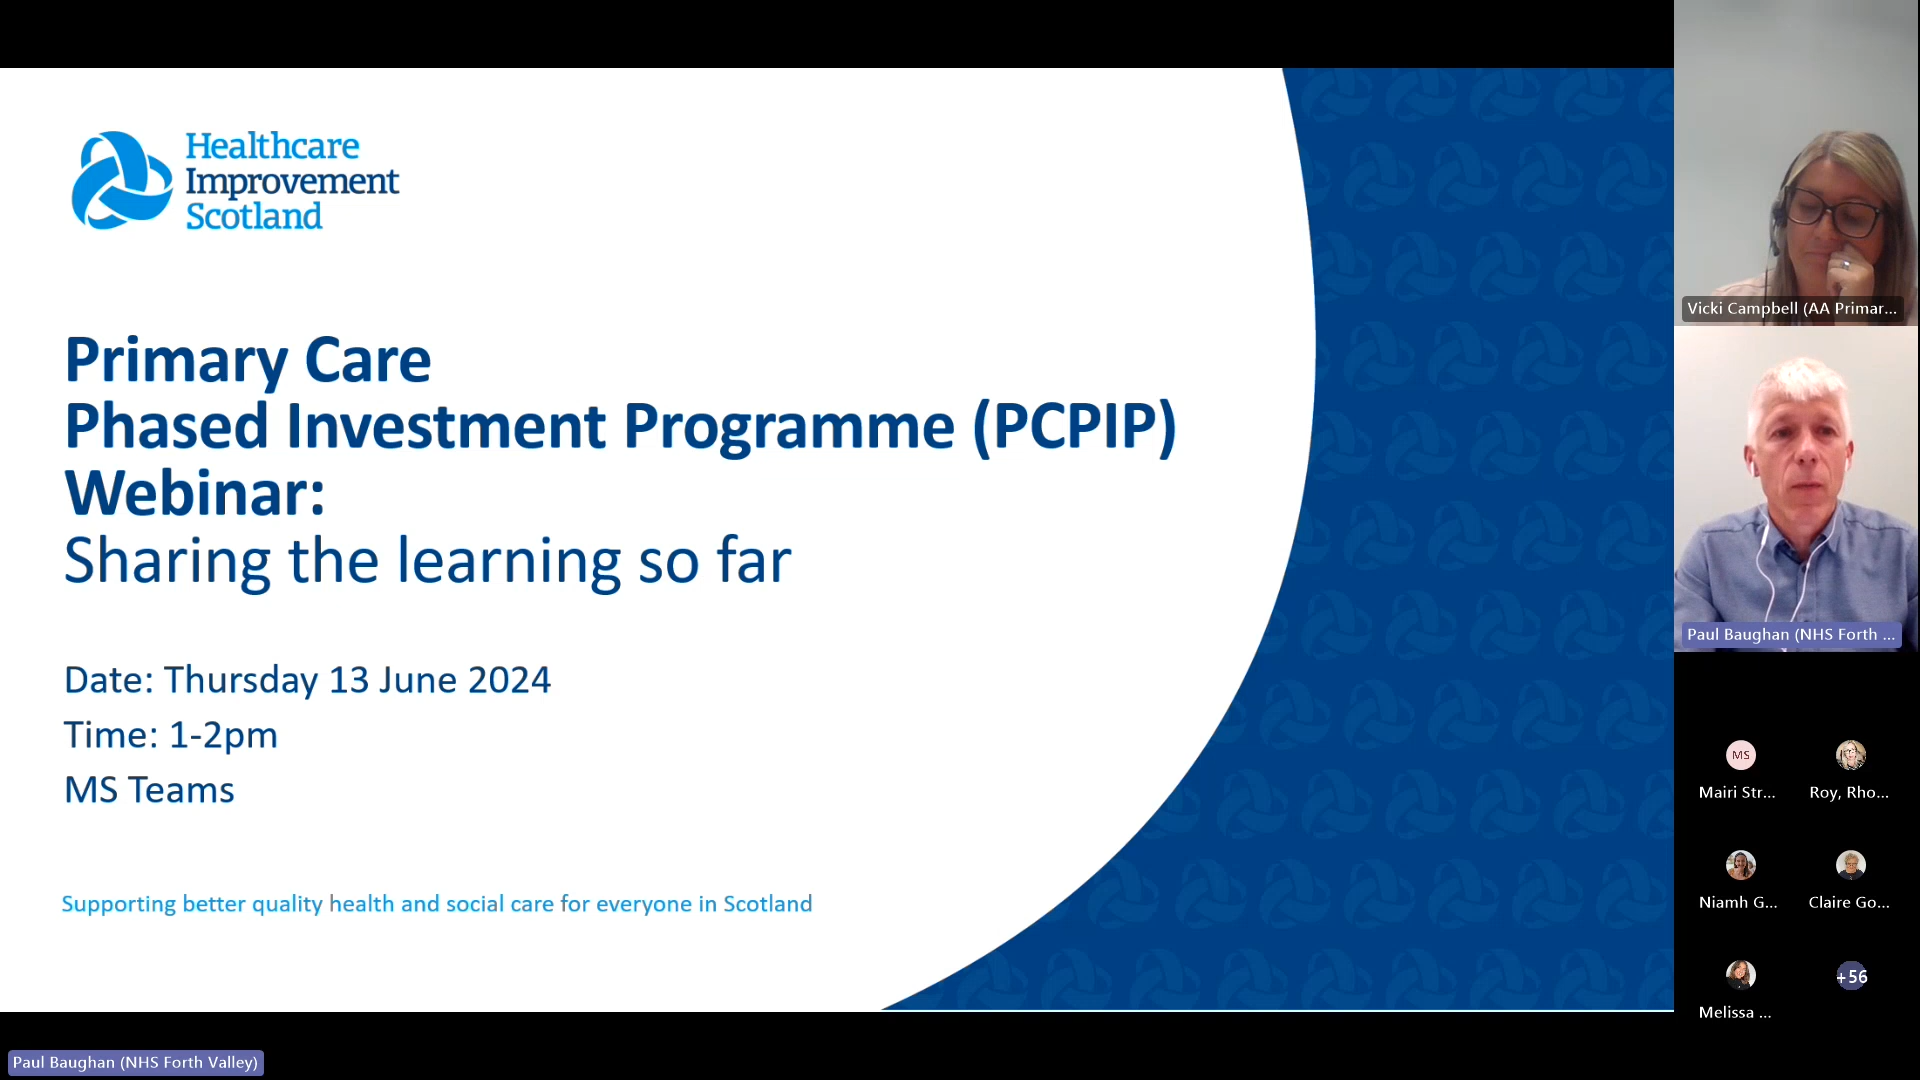 Healthcare
Improvement
Scotland
Primary Care
Phased Investment Programme (PCPIP)
Webinar:
Sharing the learning so far
Date: Thursday 13 June 2024
Time: 1-2pm
MS Teams
Supporting better quality health and social care for everyone in Scotland
Vicki Campbell (AA Primar...
Paul Baughan (NHS Forth ...
MS
Mairi Str...
Roy, Rho...
Niamh G...
Claire Go...
Melissa ...
+56
Paul Baughan (NHS Forth Valley)